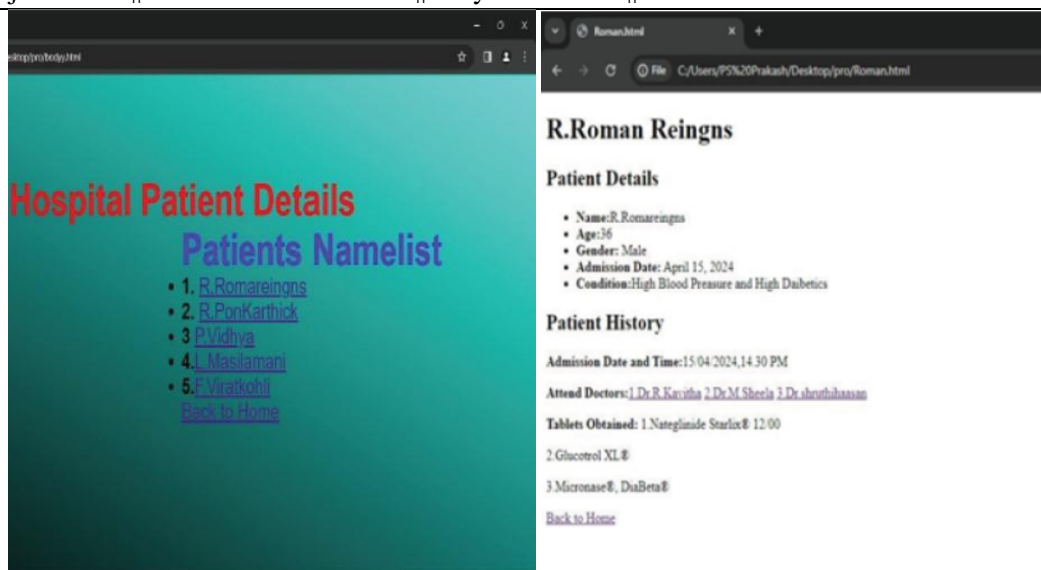 esktop/pro/bodyy.html
Hospital Patient Details
Patients Namelist
1. R.Romareingns
2. R.PonKarthick
3 P.Vidhya
4.L.Masilamani
5.F.Viratkohli
Back to Home
Roman.html
File C:/Users/PS%20Prakash/Desktop/pro/Roman.html
R.Roman Reingns
Patient Details
Name:R.Romareingns
Age:36
Gender: Male
Admission Date: April 15, 2024
Condition:High Blood Preasure and High Daibetics
Patient History
Admission Date and Time:15/04/2024,14.30 PM
Attend Doctors:1.Dr.R.Kavitha 2.Dr.M.Sheela 3.Dr.shruthihaasan
Tablets Obtained: 1.Nateglinide Starlix® 12:00
2.Glucotrol XL®
3.Micronase®, DiaBeta®
Back to Home